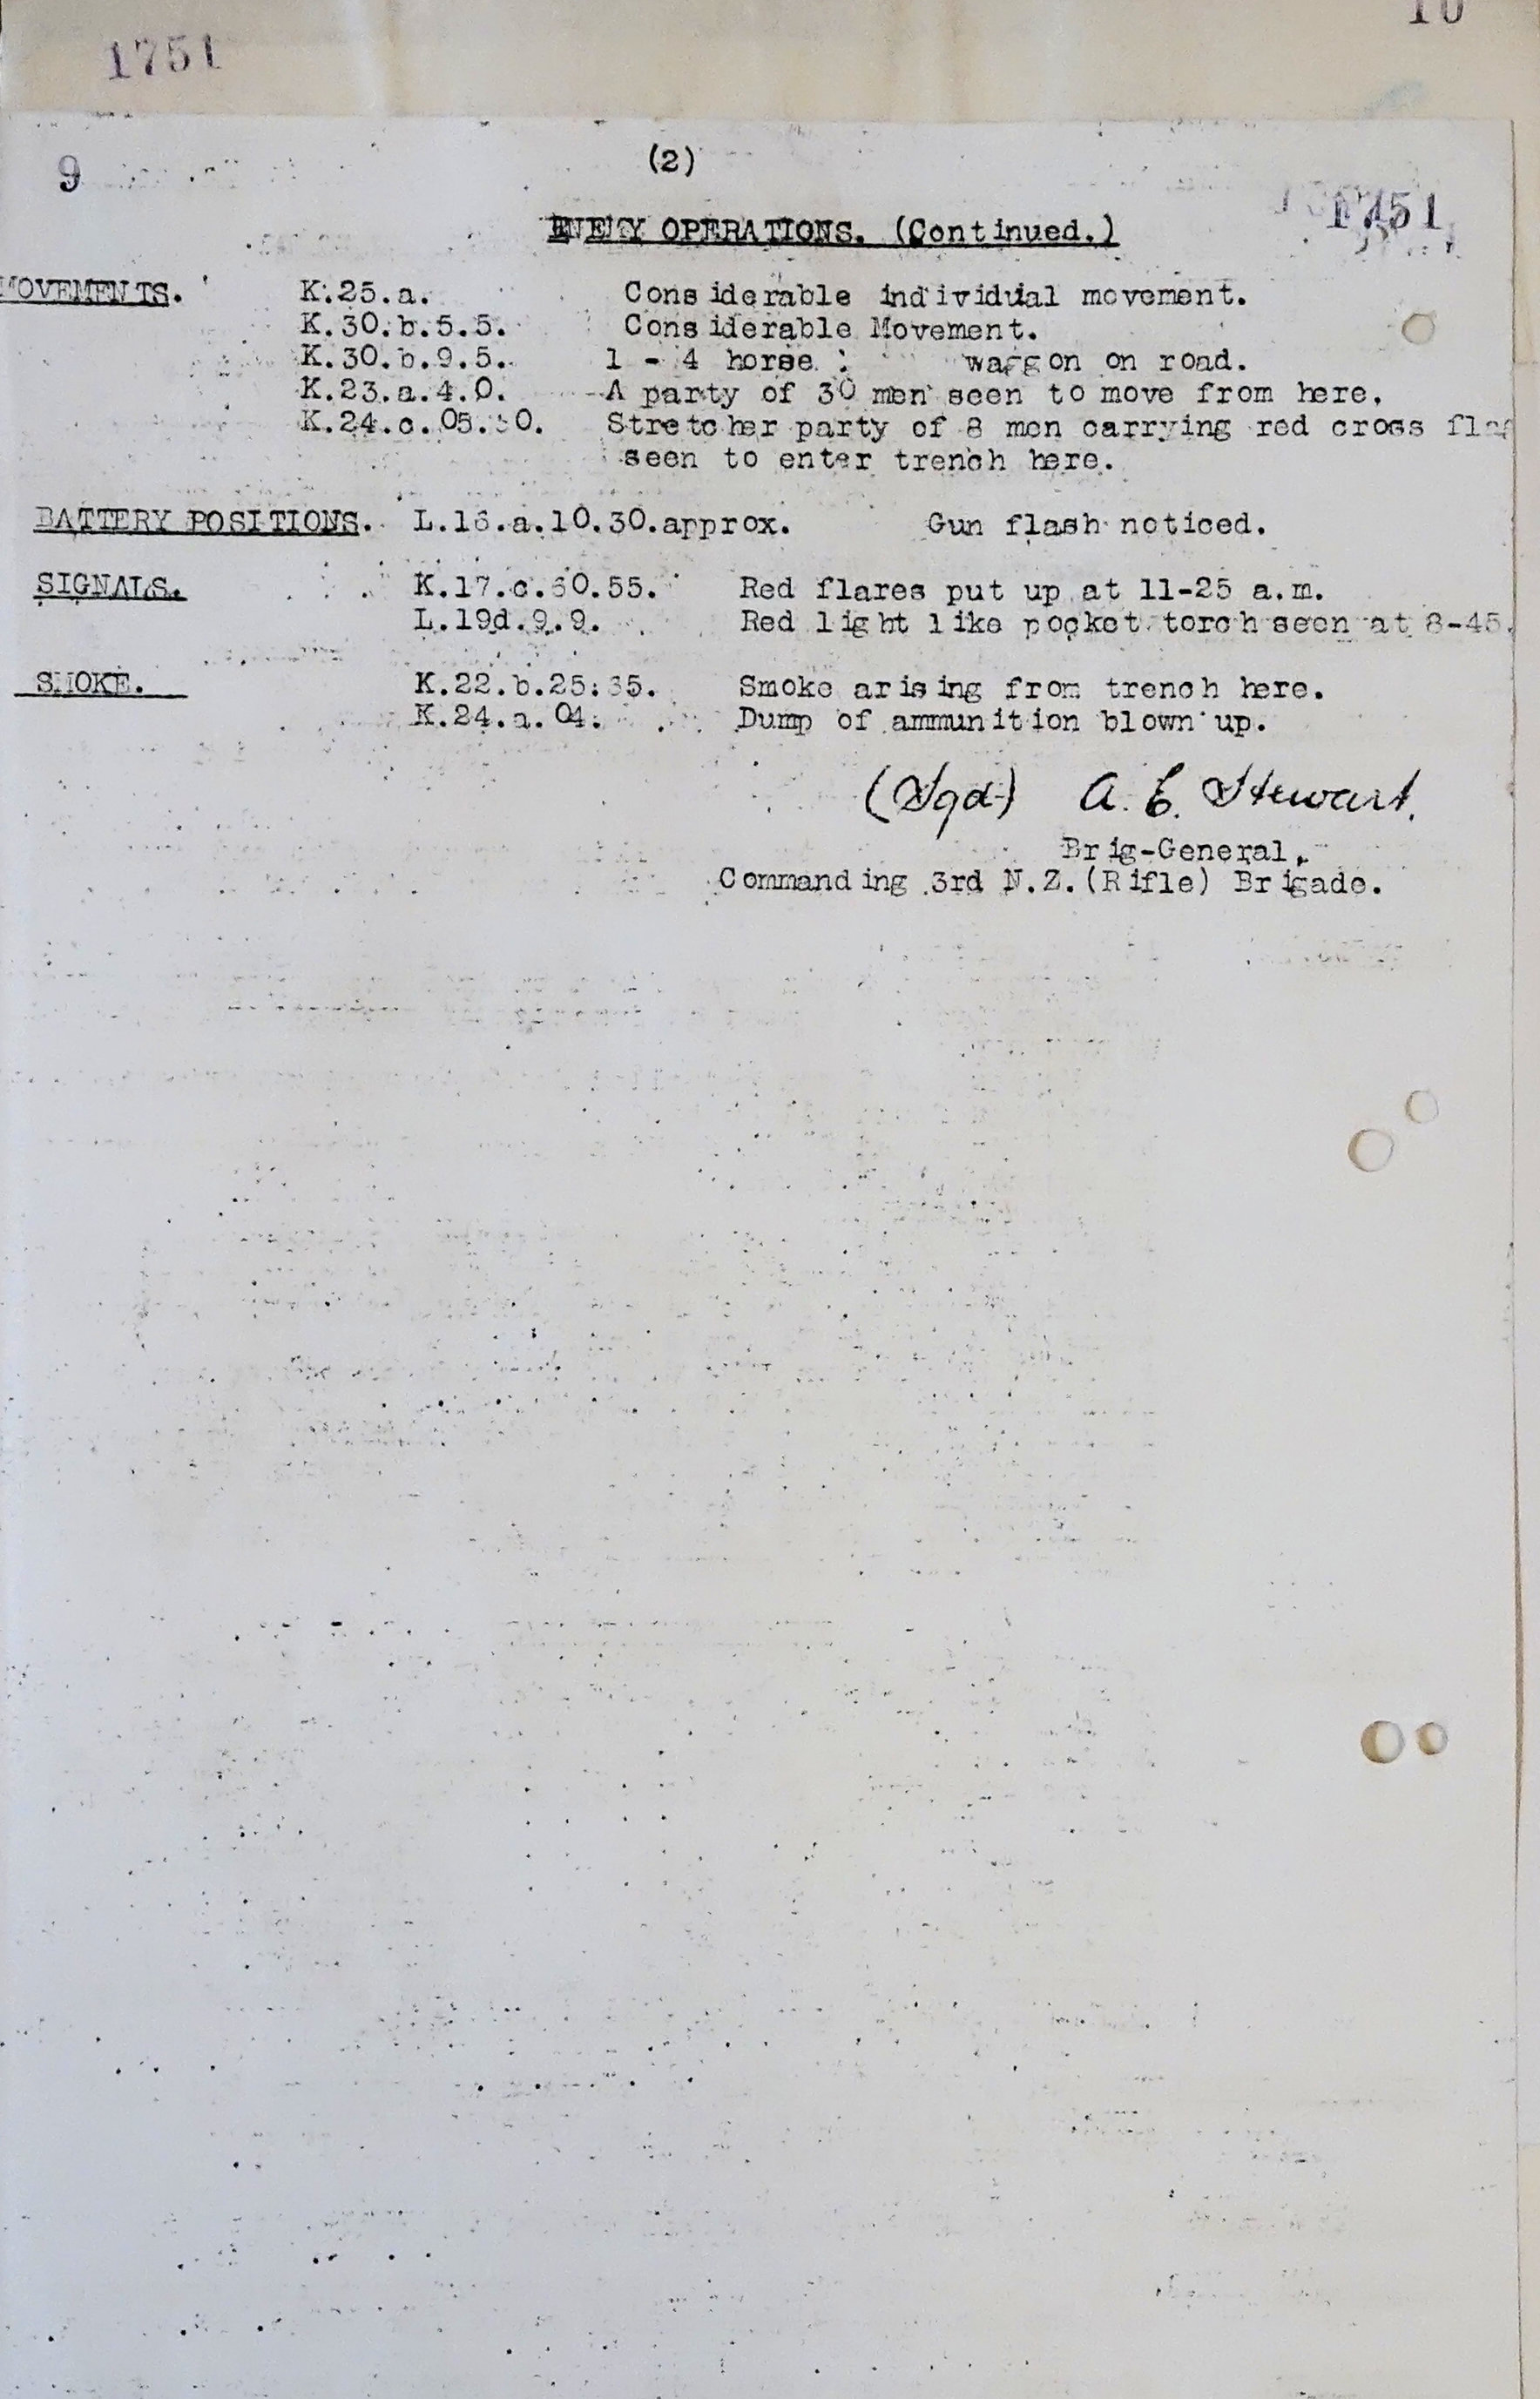 1751
10
9
(2)
1751
ENEMY OPERATIONS. (Continued.)
MOVEMENTS. K.25.a. Considerable individual movement.
K.30.b.5.5. Considerable Movement.
K.30.b.9.5. 1 - 4 horse : waggon on road.
K.23.a.4.0. A party of 30 men seen to move from here.
K.24.c.05. Stretcher party of 8 men carrying red cross flag
seen to enter trench here.
BATTERY POSITIONS. L.16.a.10.30.approx. Gun flash noticed.
SIGNALS. K.17.c.60.55. Red flares put up at 11-25 a.m.
L.19d.9.9. Red light like pocket torch seen at 8-45.
SMOKE. K.22.b.25.35. Smoke arising from trench here.
K.24.a.04. Dump of ammunition blown up.
(Sgd) A. E. Stewart.
Brig-General,
Commanding 3rd N.Z.(Rifle) Brigade.